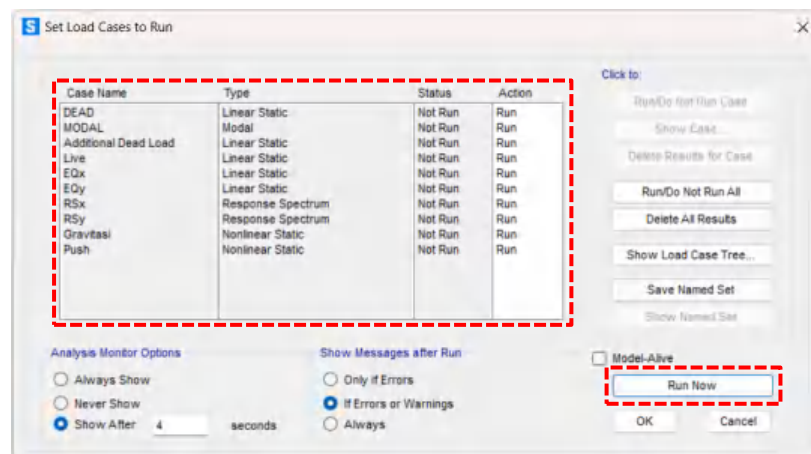 S Set Load Cases to Run
Click to:
Case Name Type Status Action
DEAD Linear Static Not Run Run
MODAL Modal Not Run Run
Additional Dead Load Linear Static Not Run Run
Live Linear Static Not Run Run
EQx Linear Static Not Run Run
EQy Linear Static Not Run Run
RSx Response Spectrum Not Run Run
RSy Response Spectrum Not Run Run
Gravitasi Nonlinear Static Not Run Run
Push Nonlinear Static Not Run Run
Run/Do Not Run Case
Show Case...
Delete Results for Case
Run/Do Not Run All
Delete All Results
Show Load Case Tree...
Save Named Set
Show Named Set
Analysis Monitor Options
Always Show
Never Show
Show After 4 seconds
Show Messages after Run
Only if Errors
If Errors or Warnings
Always
Model-Alive
Run Now
OK Cancel